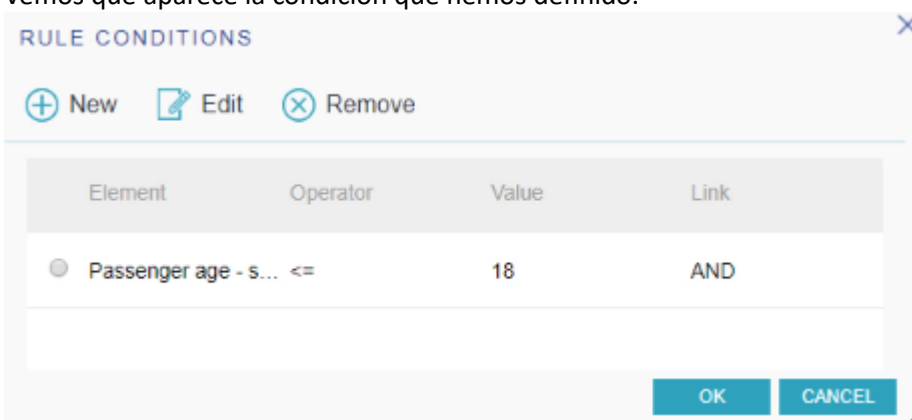 Vemos que aparece la condición que hemos definido:
RULE CONDITIONS
New Edit Remove
Element Operator Value Link
Passenger age - s... <= 18 AND
OK CANCEL